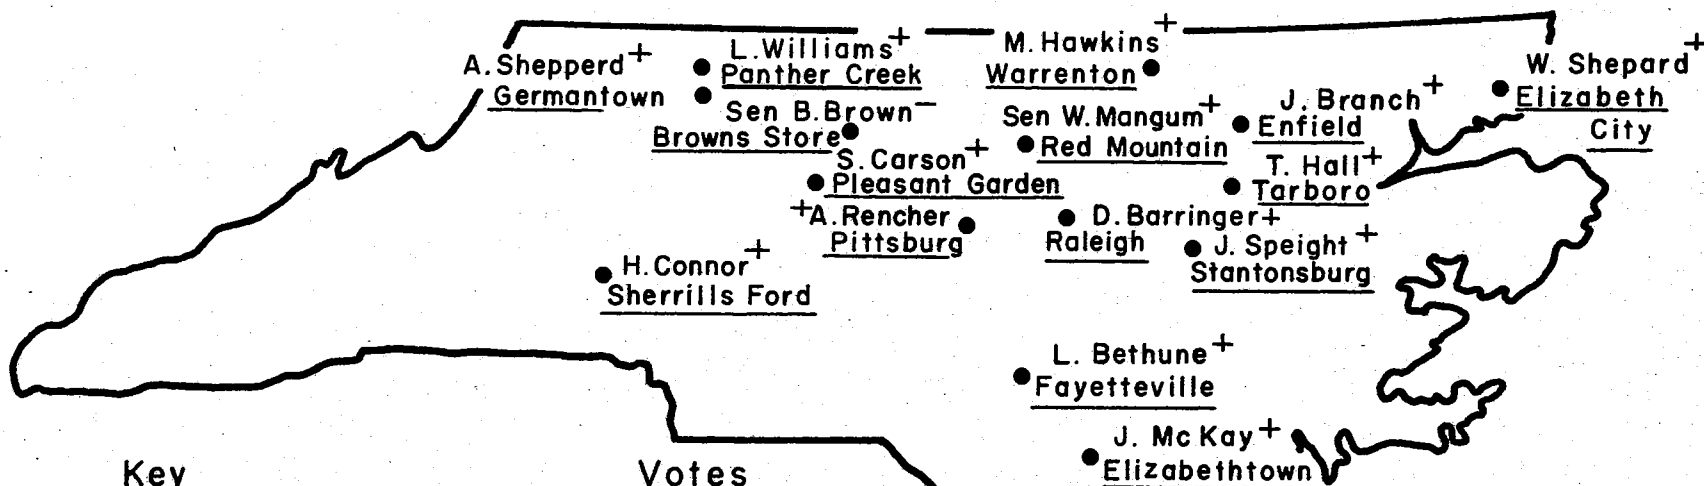 A. Shepperd+
Germantown
L. Williams+
Panther Creek
Sen B. Brown-
Browns Store
M. Hawkins+
Warrenton
Sen W. Mangum+
Red Mountain
J. Branch+
Enfield
W. Shepard+
Elizabeth
City
S. Carson+
Pleasant Garden
T. Hall+
Tarboro
+A. Rencher
Pittsburg
D. Barringer+
Raleigh
J. Speight+
Stantonsburg
H. Connor+
Sherrills Ford
L. Bethune+
Fayetteville
J. Mc Kay+
Elizabethtown
Key
Votes